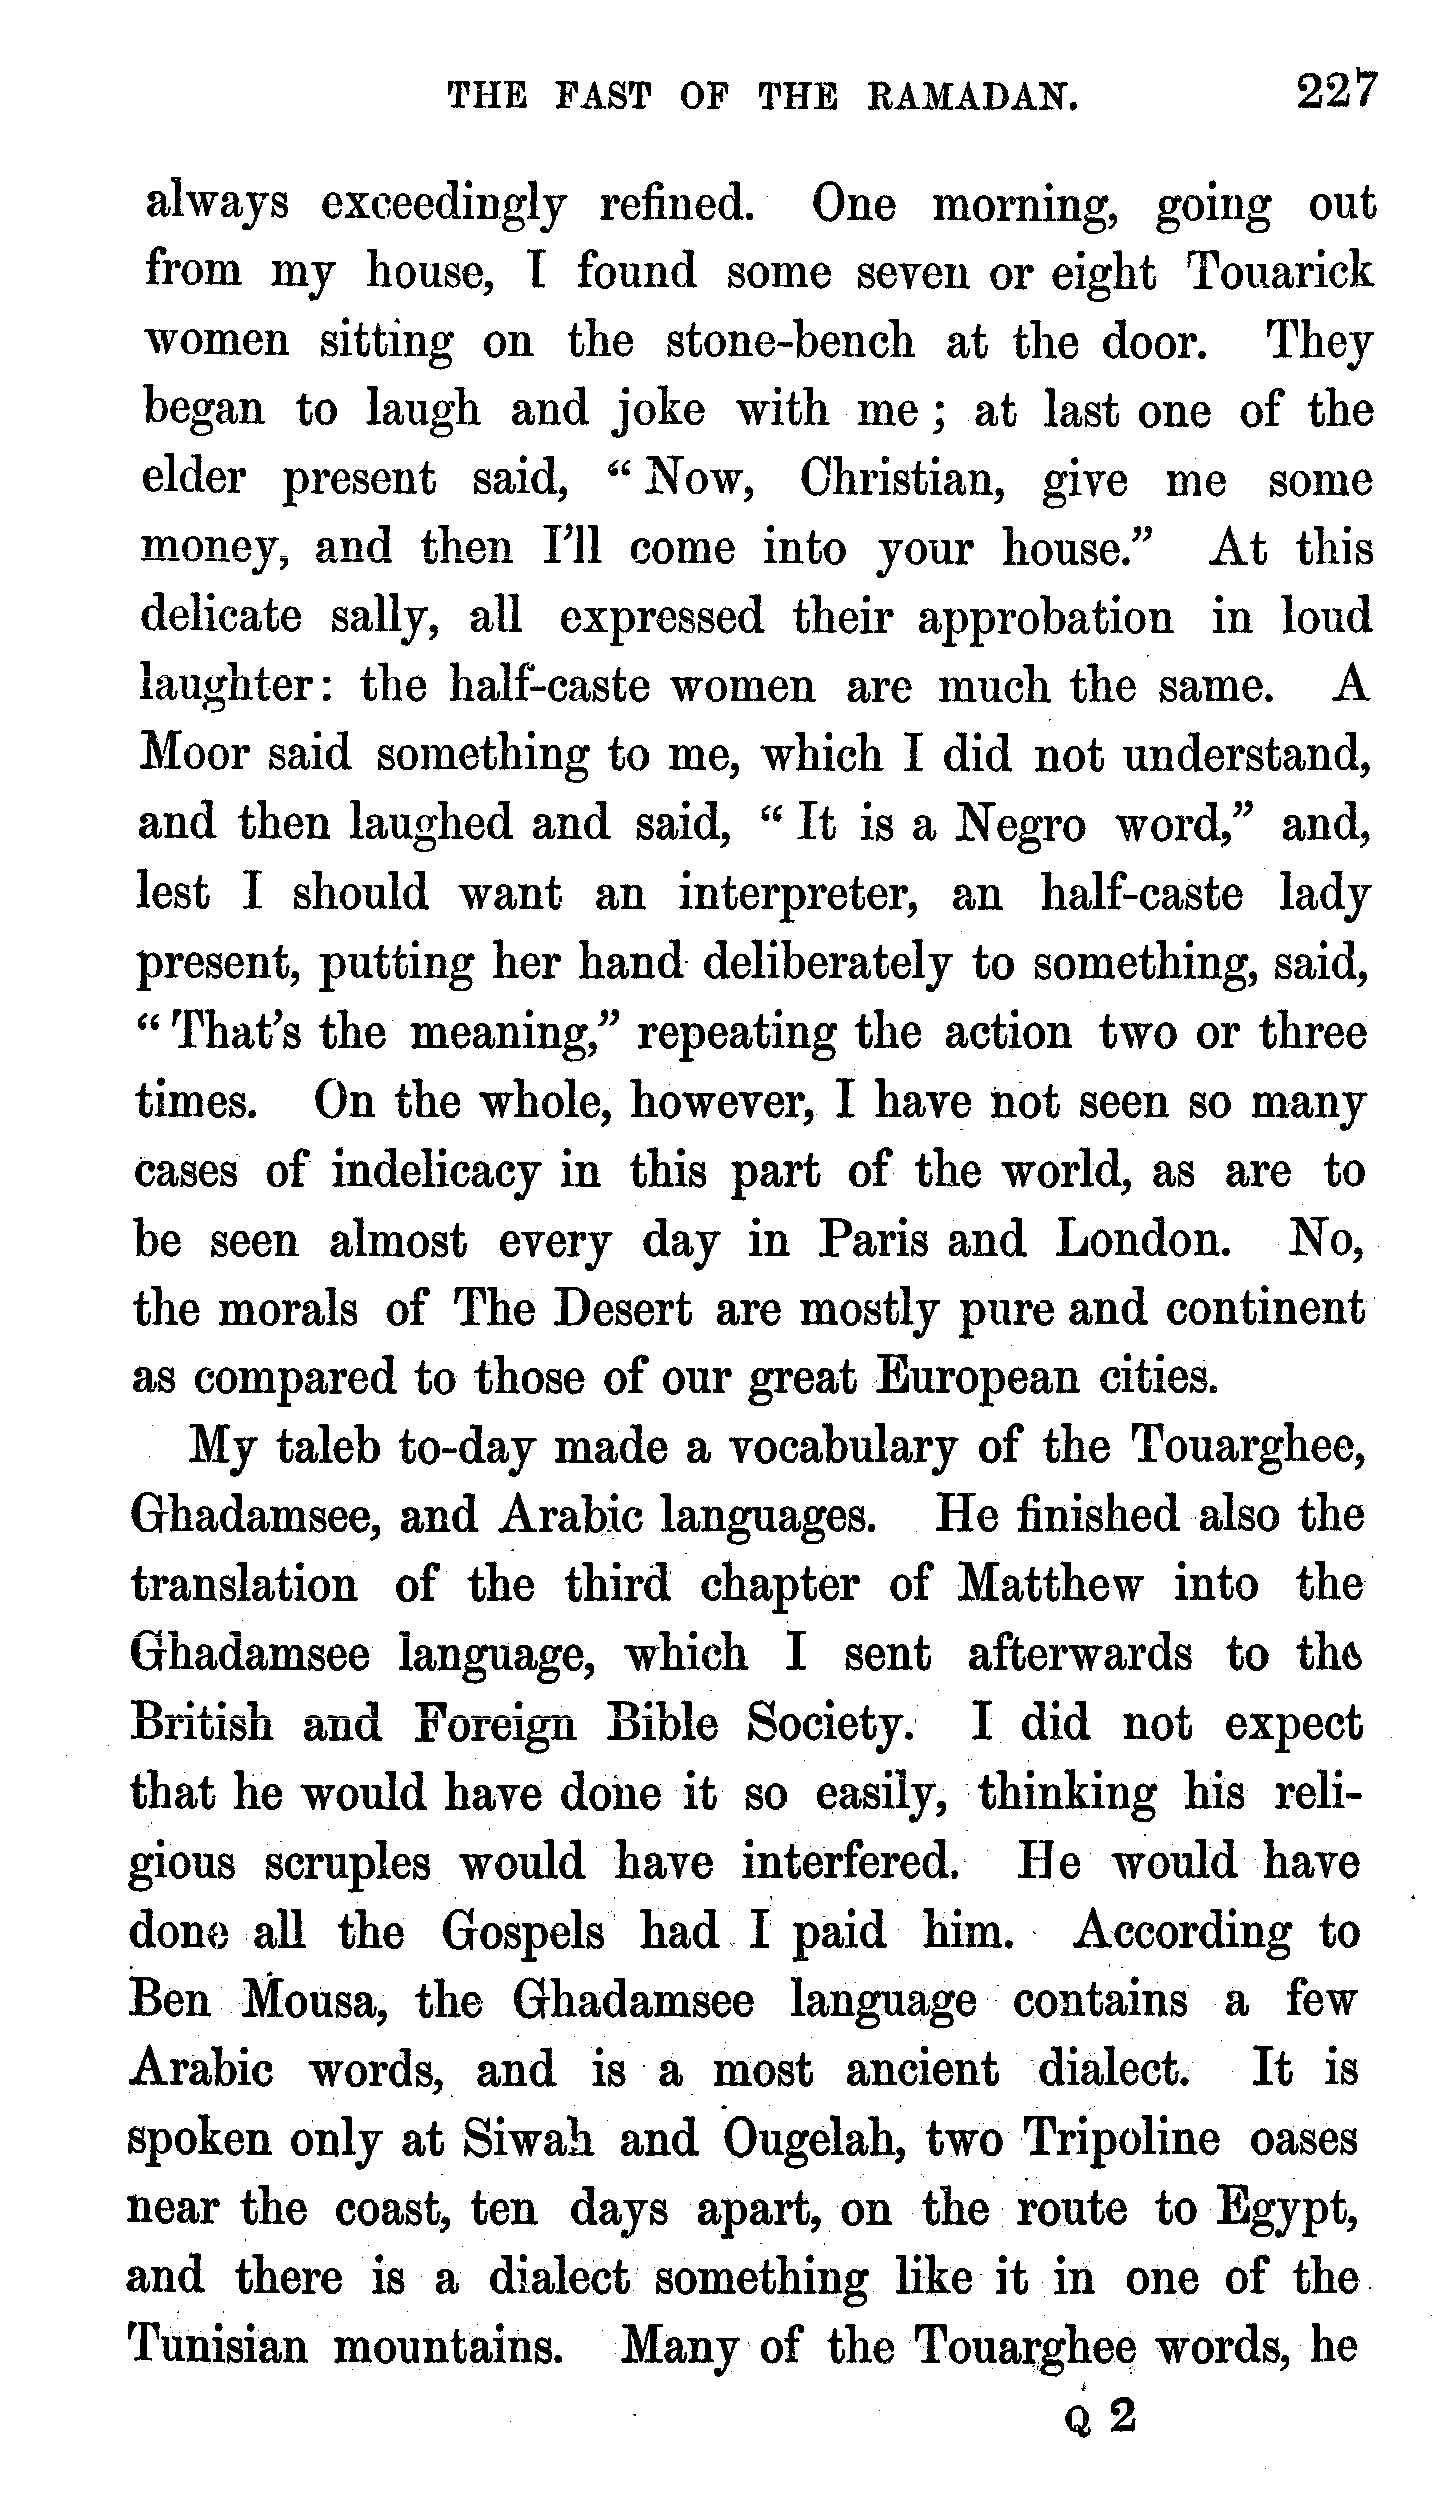 THE FAST OF THE RAMADAN. 227
always exceedingly refined. One morning, going out
from my house, I found some seven or eight Touarick
women sitting on the stone-bench at the door. They
began to laugh and joke with me ; at last one of the
elder present said, “ Now, Christian, give me some
money, and then I’ll come into your house.” At this
delicate sally, all expressed their approbation in loud
laughter: the half-caste women are much the same. A
Moor said something to me, which I did not understand,
and then laughed and said, “ It is a Negro word,” and,
lest I should want an interpreter, an half-caste lady
present, putting her hand deliberately to something, said,
“ That’s the meaning,” repeating the action two or three
times. On the whole, however, I have not seen so many
cases of indelicacy in this part of the world, as are to
be seen almost every day in Paris and London. No,
the morals of The Desert are mostly pure and continent
as compared to those of our great European cities.
My taleb to-day made a vocabulary of the Touarghee,
Ghadamsee, and Arabic languages. He finished also the
translation of the third chapter of Matthew into the
Ghadamsee language, which I sent afterwards to the
British and Foreign Bible Society. I did not expect
that he would have done it so easily, thinking his reli-
gious scruples would have interfered. He would have
done all the Gospels had I paid him. According to
Ben Mousa, the Ghadamsee language contains a few
Arabic words, and is a most ancient dialect. It is
spoken only at Siwah and Ougelah, two Tripoline oases
near the coast, ten days apart, on the route to Egypt,
and there is a dialect something like it in one of the
Tunisian mountains. Many of the Touarghee words, he
Q 2